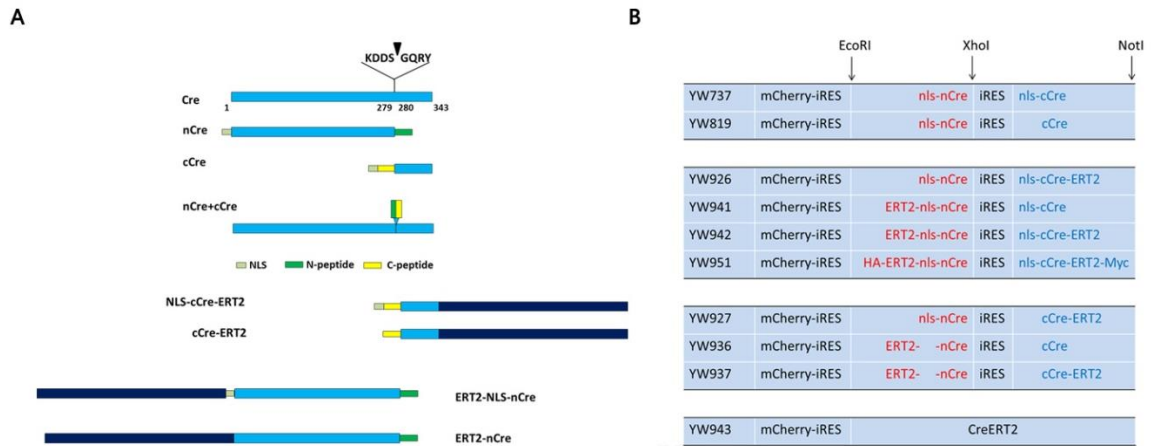 A
KDDS GQRY
Cre
1 279 280 343
nCre
cCre
nCre+cCre
NLS N-peptide C-peptide
NLS-cCre-ERT2
cCre-ERT2
ERT2-NLS-nCre
ERT2-nCre
B
EcoRI XhoI NotI
YW737 mCherry-iRES nls-nCre iRES nls-cCre
YW819 mCherry-iRES nls-nCre iRES cCre
YW926 mCherry-iRES nls-nCre iRES nls-cCre-ERT2
YW941 mCherry-iRES ERT2-nls-nCre iRES nls-cCre
YW942 mCherry-iRES ERT2-nls-nCre iRES nls-cCre-ERT2
YW951 mCherry-iRES HA-ERT2-nls-nCre iRES nls-cCre-ERT2-Myc
YW927 mCherry-iRES nls-nCre iRES cCre-ERT2
YW936 mCherry-iRES ERT2- -nCre iRES cCre
YW937 mCherry-iRES ERT2- -nCre iRES cCre-ERT2
YW943 mCherry-iRES CreERT2